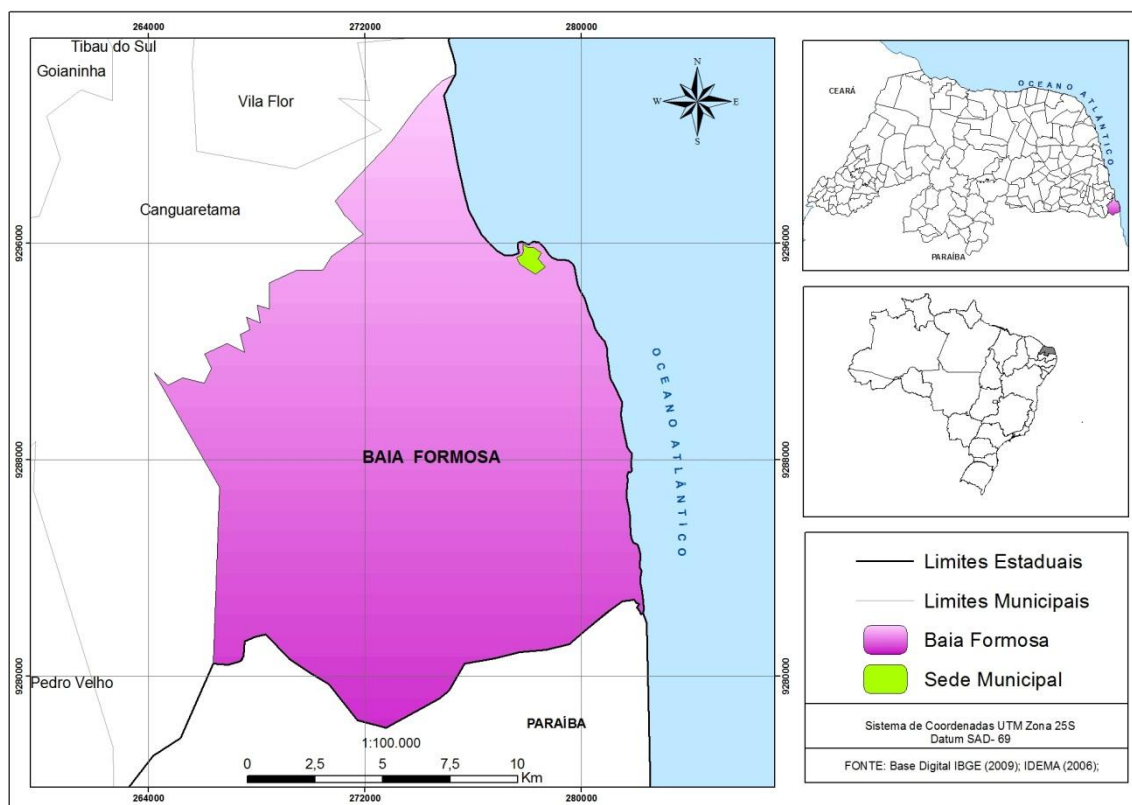 264000
272000
280000
Tibau do Sul
Goianinha
Vila Flor
Canguaretama
N
W
E
S
9296000
9296000
OCEANO ATLÂNTICO
BAIA FORMOSA
9288000
9288000
Pedro Velho
9280000
9280000
PARAÍBA
1:100.000
0 2,5 5 7,5 10
Km
264000
272000
280000
CEARÁ
OCEANO ATLÂNTICO
PARAÍBA
Limites Estaduais
Limites Municipais
Baia Formosa
Sede Municipal
Sistema de Coordenadas UTM Zona 25S
Datum SAD- 69
FONTE: Base Digital IBGE (2009); IDEMA (2006);